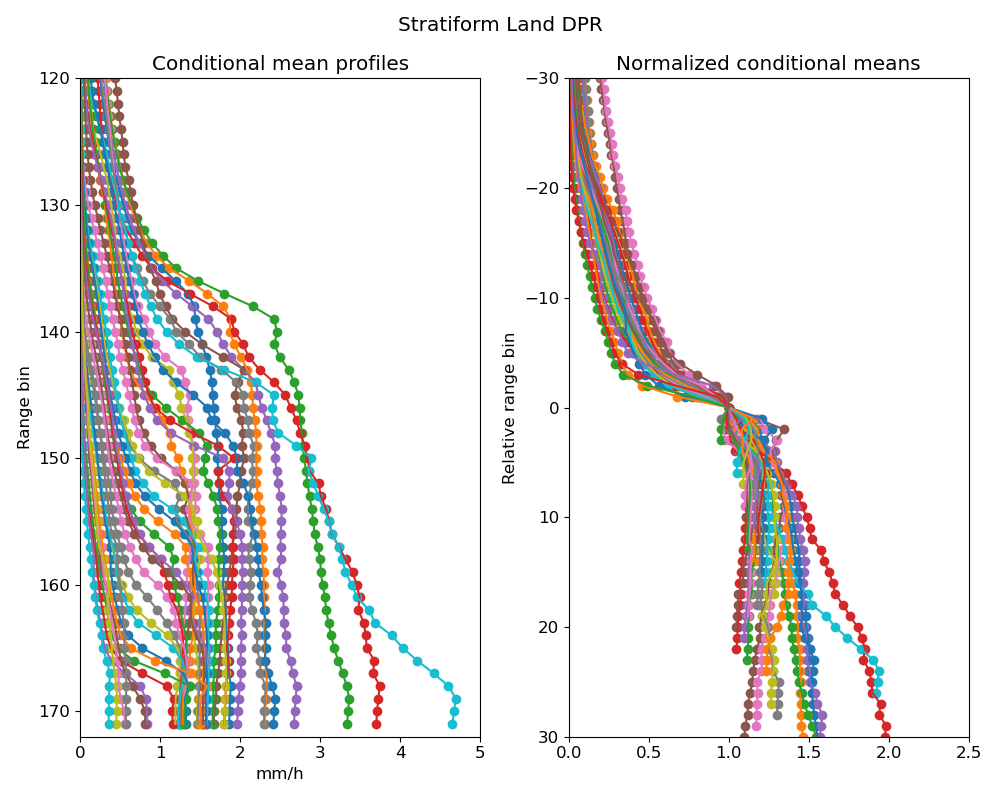 Stratiform Land DPR
Conditional mean profiles
Normalized conditional means
120
130
140
150
160
170
Range bin
0 1 2 3 4 5
mm/h
−30
−20
−10
0
10
20
30
Relative range bin
0.0 0.5 1.0 1.5 2.0 2.5